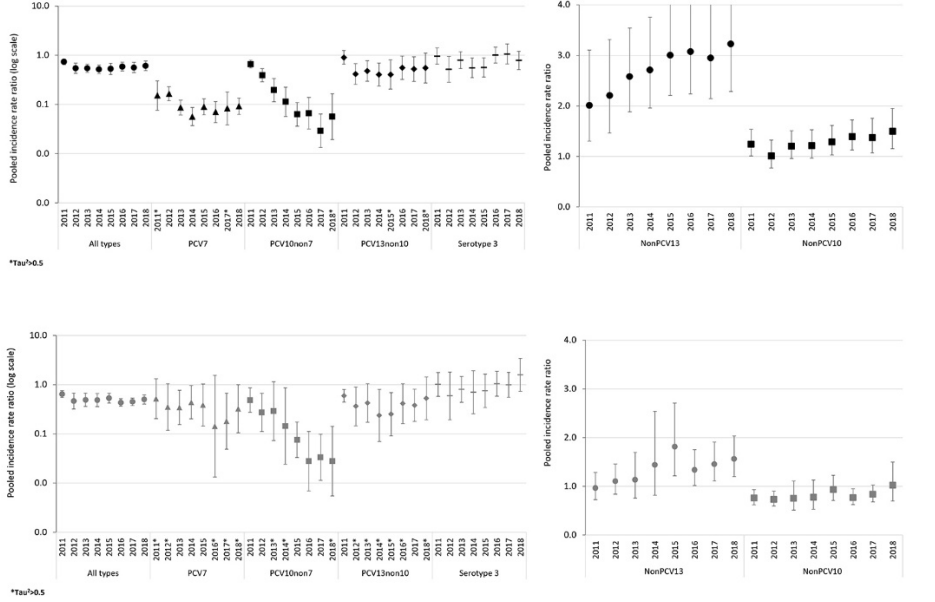 Pooled incidence rate ratio (log scale)
10.0
1.0
0.1
0.0
0.0
2011 2012 2013 2014 2015 2016 2017 2018 2011* 2012 2013 2014 2015 2016 2017* 2018 2011 2012 2013 2014 2015 2016 2017 2018* 2011 2012 2013 2014 2015* 2016 2017 2018* 2011 2012 2013 2014 2015 2016 2017 2018
All types PCV7 PCV10non7 PCV13non10 Serotype 3
*Tau²>0.5
Pooled incidence rate ratio
4.0
3.0
2.0
1.0
0.0
2011 2012 2013 2014 2015 2016 2017 2018 2011 2012 2013 2014 2015 2016 2017 2018
NonPCV13 NonPCV10
Pooled incidence rate ratio (log scale)
10.0
1.0
0.1
0.0
0.0
2011 2012 2013 2014 2015 2016 2017 2018 2011* 2012* 2013 2014 2015 2016* 2017* 2018* 2011 2012 2013* 2014* 2015 2016 2017 2018* 2011 2012* 2013* 2014* 2015* 2016* 2017 2018* 2011 2012 2013 2014 2015 2016 2017 2018
All types PCV7 PCV10non7 PCV13non10 Serotype 3
*Tau²>0.5
Pooled incidence rate ratio
4.0
3.0
2.0
1.0
0.0
2011 2012 2013 2014 2015 2016 2017 2018 2011 2012 2013 2014 2015 2016 2017 2018
NonPCV13 NonPCV10